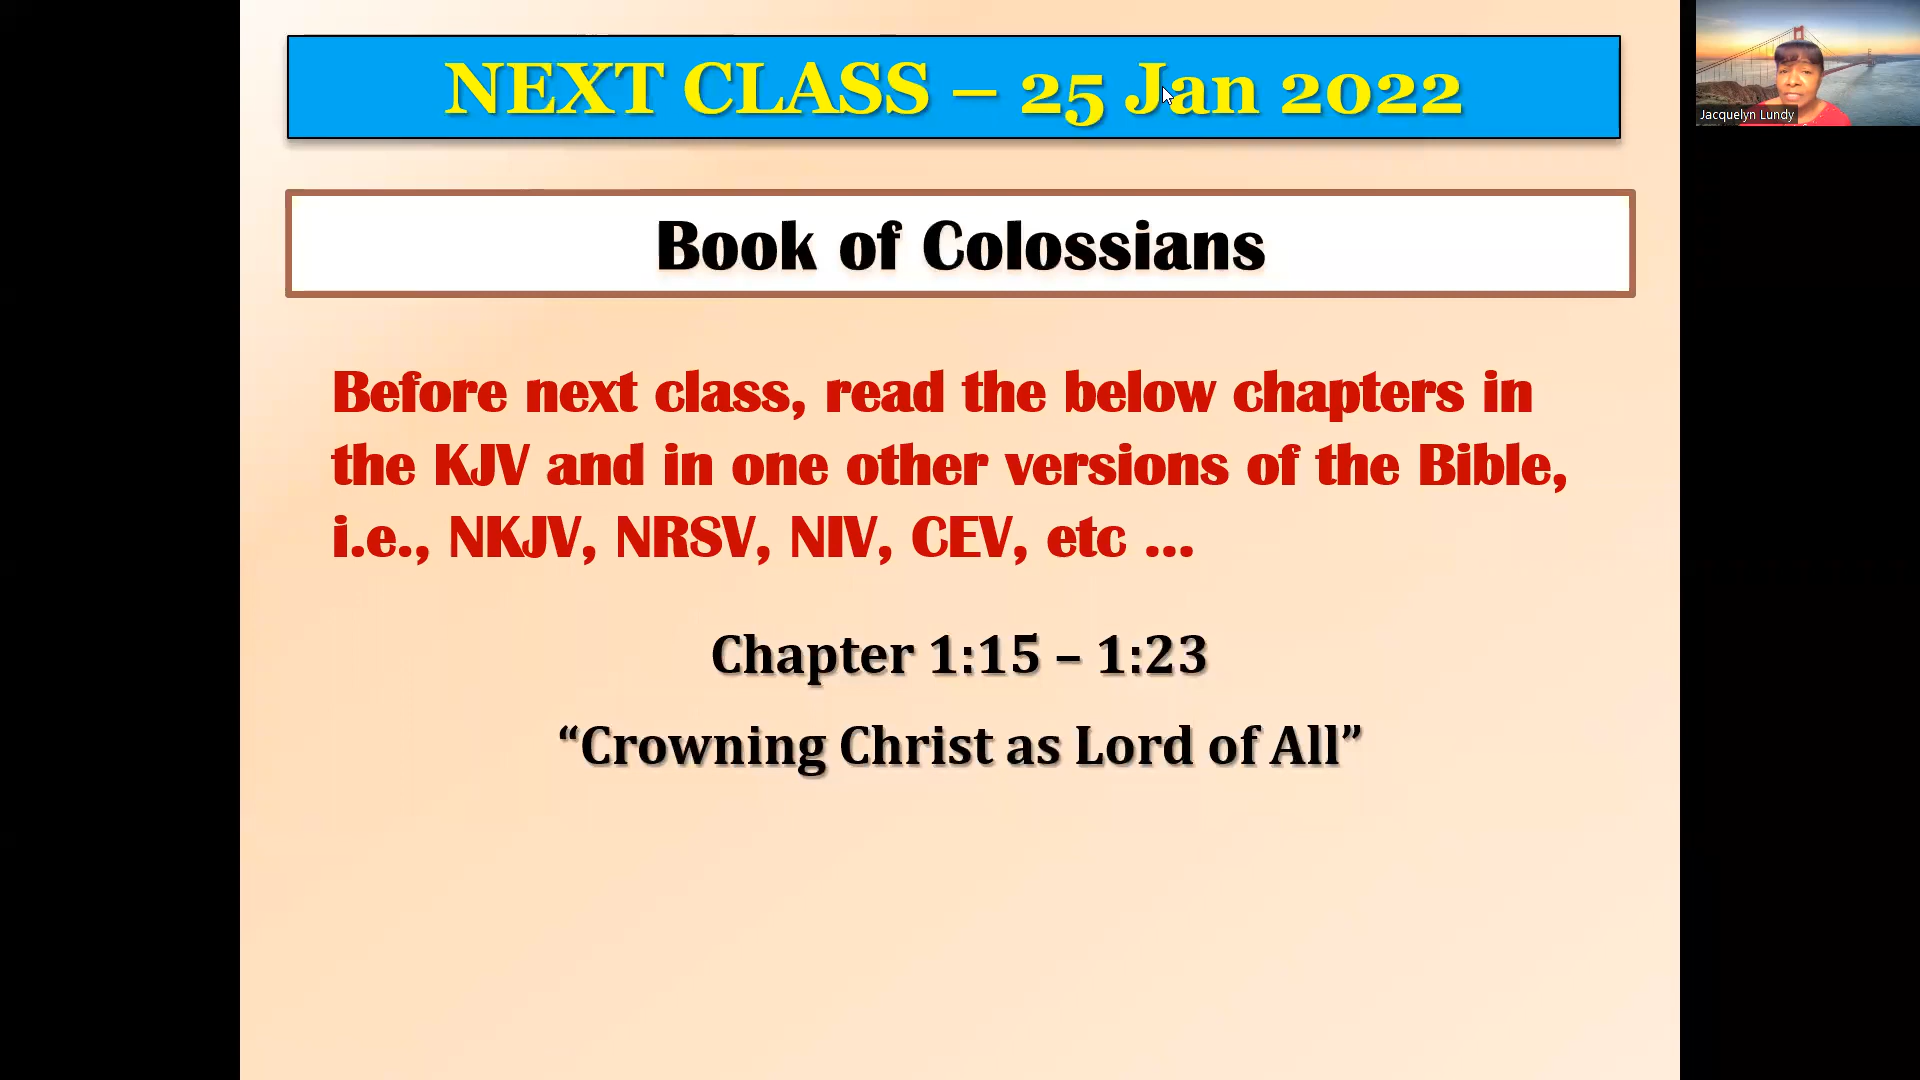 NEXT CLASS – 25 Jan 2022
Jacquelyn Lundy
Book of Colossians
Before next class, read the below chapters in
the KJV and in one other versions of the Bible,
i.e., NKJV, NRSV, NIV, CEV, etc ...
Chapter 1:15 – 1:23
“Crowning Christ as Lord of All”